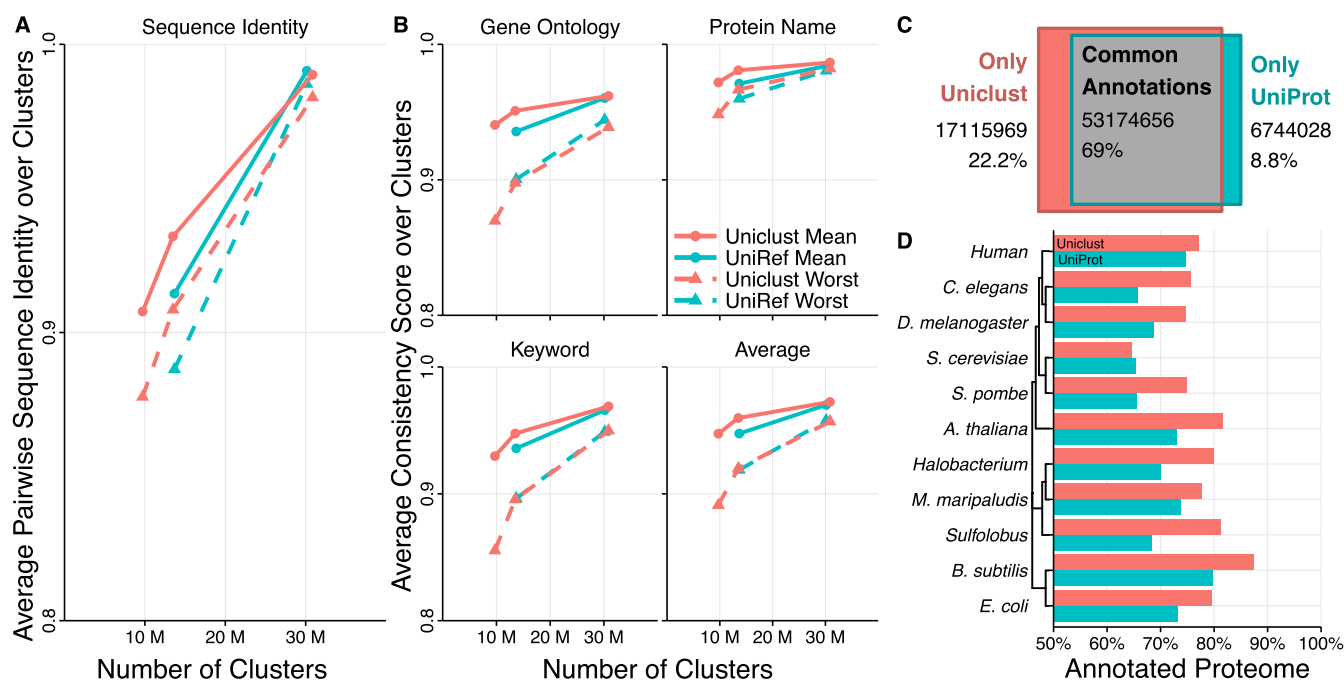 A
Sequence Identity
Average Pairwise Sequence Identity over Clusters
1.0
0.9
0.8
10 M
20 M
30 M
Number of Clusters
B
Gene Ontology
Protein Name
Average Consistency Score over Clusters
1.0
0.9
0.8
Uniclust Mean
UniRef Mean
Uniclust Worst
UniRef Worst
Keyword
Average
1.0
0.9
0.8
10 M
20 M
30 M
10 M
20 M
30 M
Number of Clusters
C
Only
Uniclust
17115969
22.2%
Common
Annotations
53174656
69%
Only
UniProt
6744028
8.8%
D
Human
Uniclust
UniProt
C. elegans
D. melanogaster
S. cerevisiae
S. pombe
A. thaliana
Halobacterium
M. maripaludis
Sulfolobus
B. subtilis
E. coli
50%
60%
70%
80%
90%
100%
Annotated Proteome